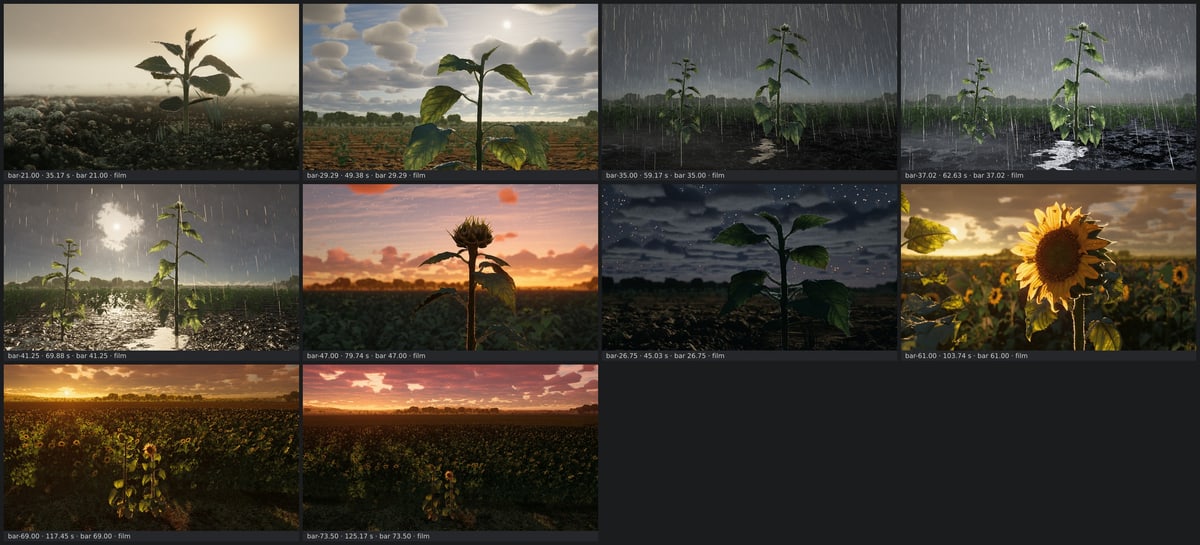 bar-21.00 · 35.17 s · bar 21.00 · film
bar-29.29 · 49.38 s · bar 29.29 · film
bar-35.00 · 59.17 s · bar 35.00 · film
bar-37.02 · 62.63 s · bar 37.02 · film
bar-41.25 · 69.88 s · bar 41.25 · film
bar-47.00 · 79.74 s · bar 47.00 · film
bar-26.75 · 45.03 s · bar 26.75 · film
bar-61.00 · 103.74 s · bar 61.00 · film
bar-69.00 · 117.45 s · bar 69.00 · film
bar-73.50 · 125.17 s · bar 73.50 · film